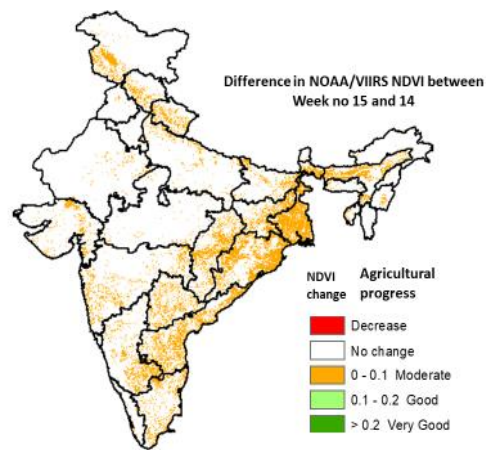 Difference in NOAA/VIIRS NDVI between
Week no 15 and 14
NDVI change Agricultural progress
Decrease
No change
0 - 0.1 Moderate
0.1 - 0.2 Good
> 0.2 Very Good